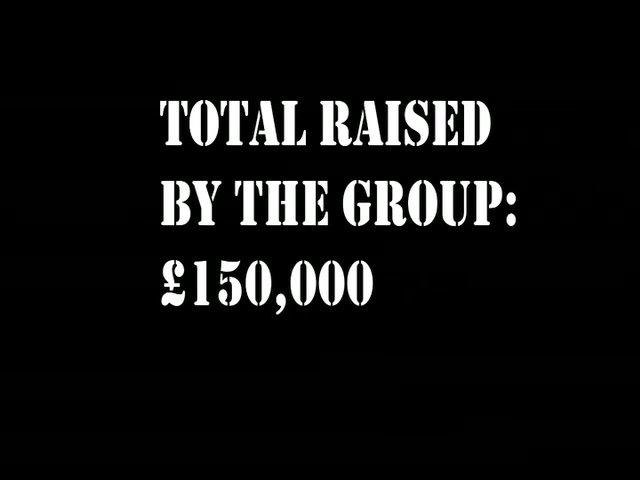 TOTAL RAISED
BY THE GROUP:
£150,000